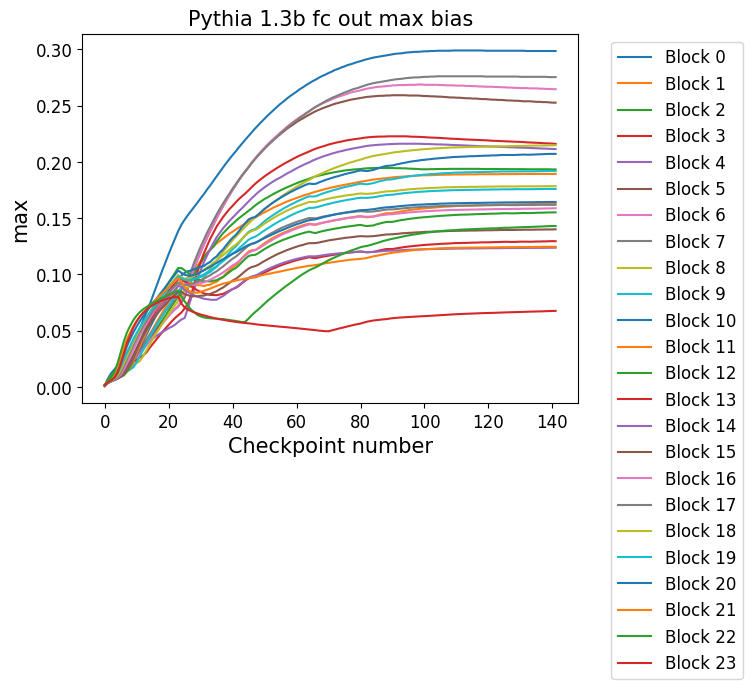 Pythia 1.3b fc out max bias
max
0.30
0.25
0.20
0.15
0.10
0.05
0.00
0 20 40 60 80 100 120 140
Checkpoint number
Block 0
Block 1
Block 2
Block 3
Block 4
Block 5
Block 6
Block 7
Block 8
Block 9
Block 10
Block 11
Block 12
Block 13
Block 14
Block 15
Block 16
Block 17
Block 18
Block 19
Block 20
Block 21
Block 22
Block 23